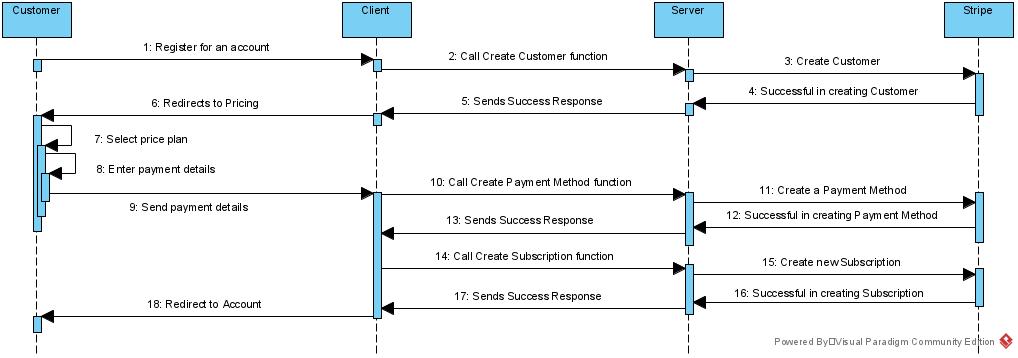 Customer
Client
Server
Stripe
1: Register for an account
2: Call Create Customer function
3: Create Customer
4: Successful in creating Customer
5: Sends Success Response
6: Redirects to Pricing
7: Select price plan
8: Enter payment details
9: Send payment details
10: Call Create Payment Method function
11: Create a Payment Method
12: Successful in creating Payment Method
13: Sends Success Response
14: Call Create Subscription function
15: Create new Subscription
16: Successful in creating Subscription
17: Sends Success Response
18: Redirect to Account
Powered By□Visual Paradigm Community Edition